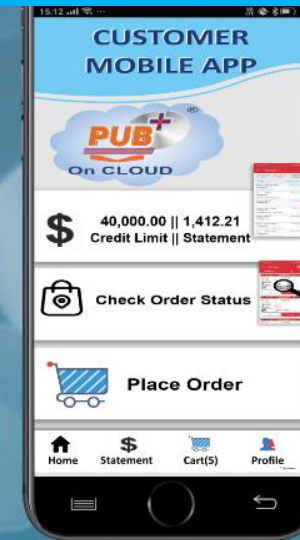 15:12
CUSTOMER
MOBILE APP
PUB+®
On CLOUD
$ 40,000.00 || 1,412.21
Credit Limit || Statement
Check Order Status
Place Order
$
Home Statement Cart(5) Profile